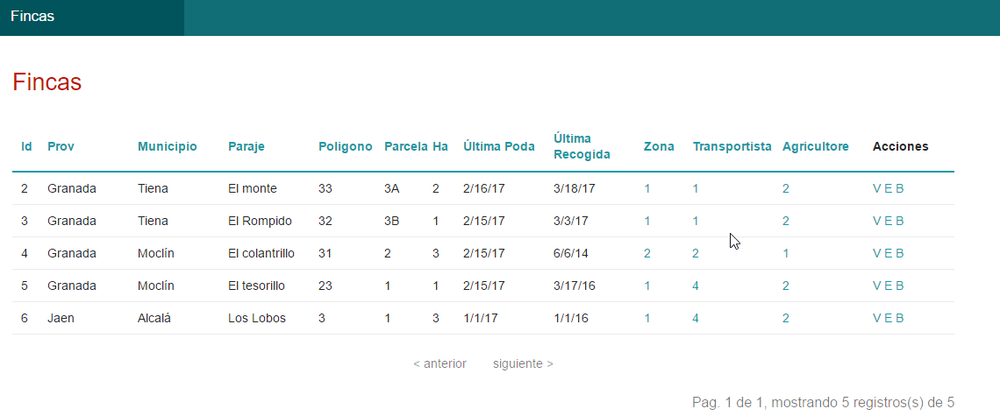 Fincas
Fincas
Id Prov Municipio Paraje Poligono Parcela Ha Última Poda Última Recogida Zona Transportista Agricultore Acciones
2 Granada Tiena El monte 33 3A 2 2/16/17 3/18/17 1 1 2 V E B
3 Granada Tiena El Rompido 32 3B 1 2/15/17 3/3/17 1 1 2 V E B
4 Granada Moclín El colantrillo 31 2 3 2/15/17 6/6/14 2 2 1 V E B
5 Granada Moclín El tesorillo 23 1 1 2/15/17 3/17/16 1 4 2 V E B
6 Jaen Alcalá Los Lobos 3 1 3 1/1/17 1/1/16 1 4 2 V E B
< anterior siguiente >
Pag. 1 de 1, mostrando 5 registros(s) de 5